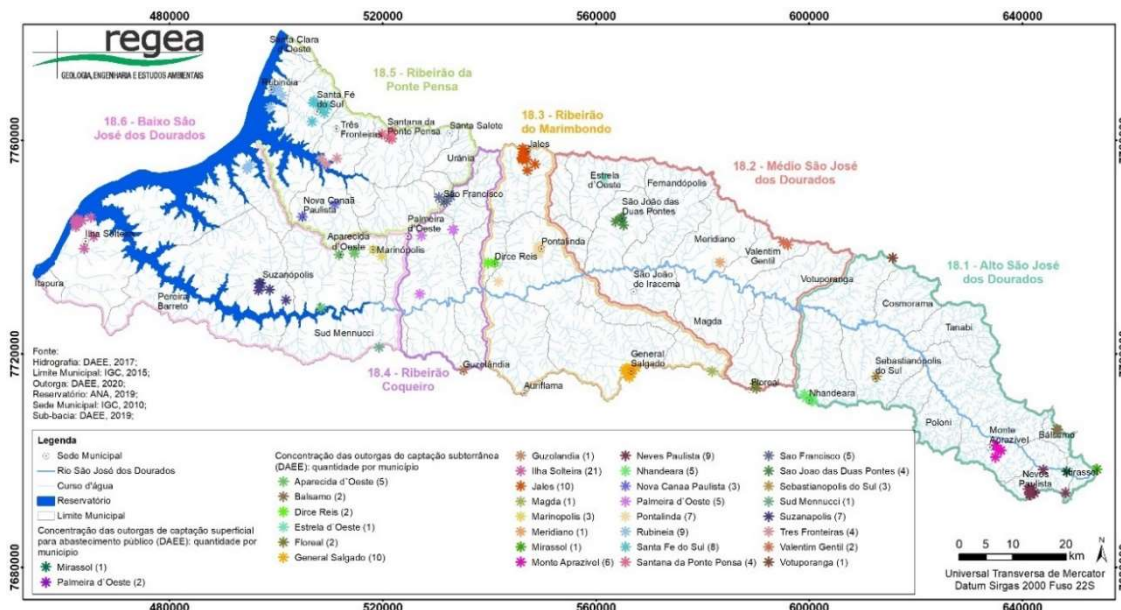 480000
520000
560000
600000
640000
regea
GEOLOGIA, ENGENHARIA E ESTUDOS AMBIENTAIS
Santa Clara
d´Oeste
Rubinéia
Santa Fé
do Sul
18.5 - Ribeirão da
Ponte Pensa
18.6 - Baixo São
José dos Dourados
Três
Fronteiras
Santana da
Ponte Pensa
Santa Salete
18.3 - Ribeirão
do Marimbondo
7760000
7760000
Jales
Urânia
18.2 - Médio São José
dos Dourados
Estrela
d´Oeste
Fernandópolis
São Francisco
Nova Canaã
Paulista
São João das
Duas Pontes
Palmeira
d´Oeste
Meridiano
Ilha Solteira
Aparecida
d´Oeste
Marinópolis
Pontalinda
Valentim
Gentil
Dirce Reis
18.1 - Alto São José
dos Dourados
Itapura
Suzanápolis
São João
de Iracema
Votuporanga
Pereira
Barreto
Cosmorama
Magda
Tanabi
Sud Mennucci
7720000
7720000
Fonte:
Hidrografia: DAEE, 2017;
Limite Municipal: IGC, 2015;
Outorga: DAEE, 2020;
Reservatório: ANA, 2019;
Sede Municipal: IGC, 2010;
Sub-bacia: DAEE, 2019;
18.4 - Ribeirão
Coqueiro
Guzolândia
General
Salgado
Sebastianópolis
do Sul
Auriflama
Floreal
Nhandeara
Poloni
Monte
Aprazível
Bálsamo
Mirassol
Neves
Paulista
Legenda
Sede Municipal
Rio São José dos Dourados
Curso d'água
Reservatório
Limite Municipal
Concentração das outorgas de captação superficial
para abastecimento público (DAEE): quantidade por
município
Mirassol (1)
Palmeira d´Oeste (2)
Concentração das outorgas de captação subterrânea
(DAEE): quantidade por município
Aparecida d´Oeste (5)
Balsamo (2)
Dirce Reis (2)
Estrela d´Oeste (1)
Floreal (2)
General Salgado (10)
Guzolandia (1)
Ilha Solteira (21)
Jales (10)
Magda (1)
Marinopolis (3)
Meridiano (1)
Mirassol (1)
Monto Aprazivel (6)
Neves Paulista (9)
Nhandeara (5)
Nova Canaa Paulista (3)
Palmeira d´Oeste (5)
Pontalinda (7)
Rubineia (9)
Santa Fe do Sul (8)
Santana da Ponte Pensa (4)
Sao Francisco (5)
Sao Joao das Duas Pontes (4)
Sebastianopolis do Sul (3)
Sud Mennucci (1)
Suzanapolis (7)
Tres Fronteiras (4)
Valentim Gentil (2)
Votuporanga (1)
0 5 10 20
km
N
Universal Transversa de Mercator
Datum Sirgas 2000 Fuso 22S
7680000
7680000
480000
520000
560000
600000
640000